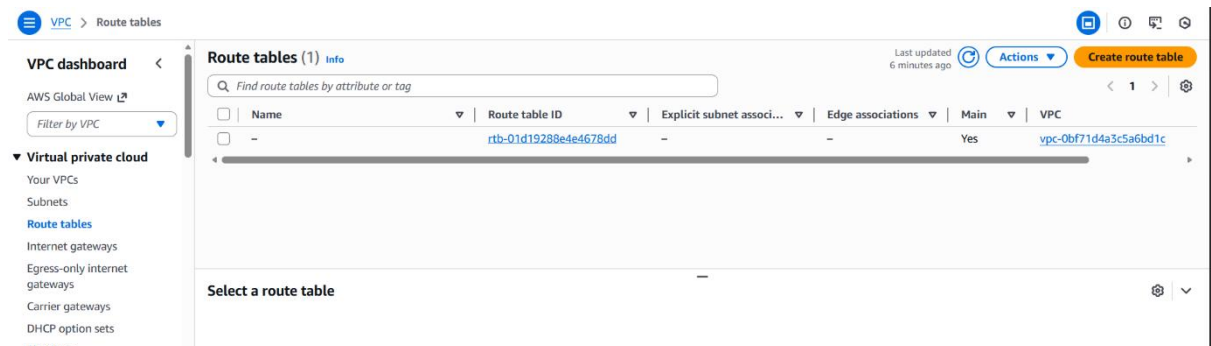 VPC > Route tables
VPC dashboard
AWS Global View
Filter by VPC
Virtual private cloud
Your VPCs
Subnets
Route tables
Internet gateways
Egress-only internet
gateways
Carrier gateways
DHCP option sets
Route tables (1) Info
Last updated
6 minutes ago
Actions
Create route table
Find route tables by attribute or tag
1
Name Route table ID Explicit subnet associ... Edge associations Main VPC
– rtb-01d19288e4e4678dd – – Yes vpc-0bf71d4a3c5a6bd1c
Select a route table